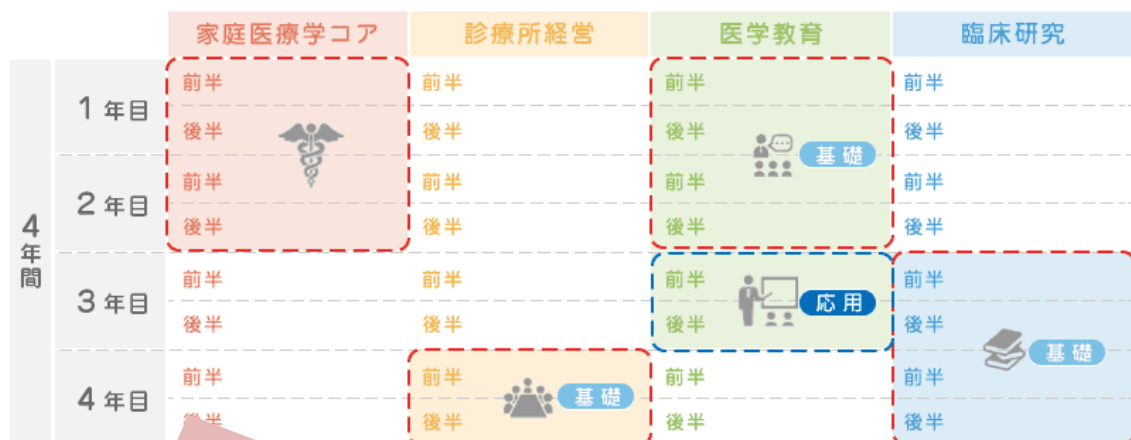 家庭医療学コア 診療所経営 医学教育 臨床研究
4年間
1年目
前半 前半 前半 前半
後半 後半 後半 後半
基礎
2年目
前半 前半 前半 前半
後半 後半 後半 後半
3年目
前半 前半 前半 前半
応用
後半 後半 後半 後半
基礎
4年目
前半 前半 前半 前半
基礎
後半 後半 後半 後半